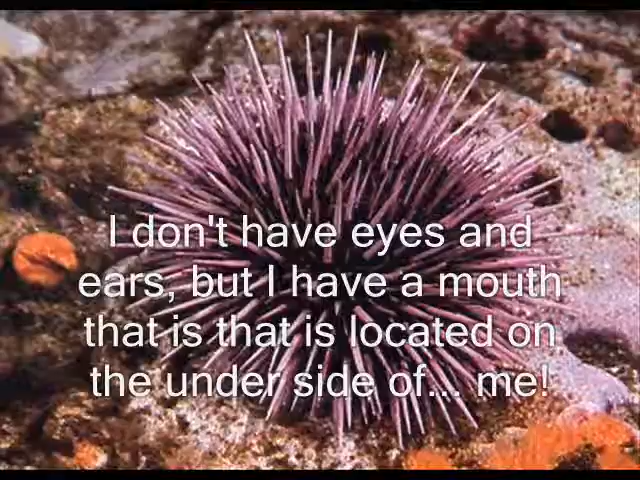 I don't have eyes and
ears, but I have a mouth
that is that is located on
the under side of... me!